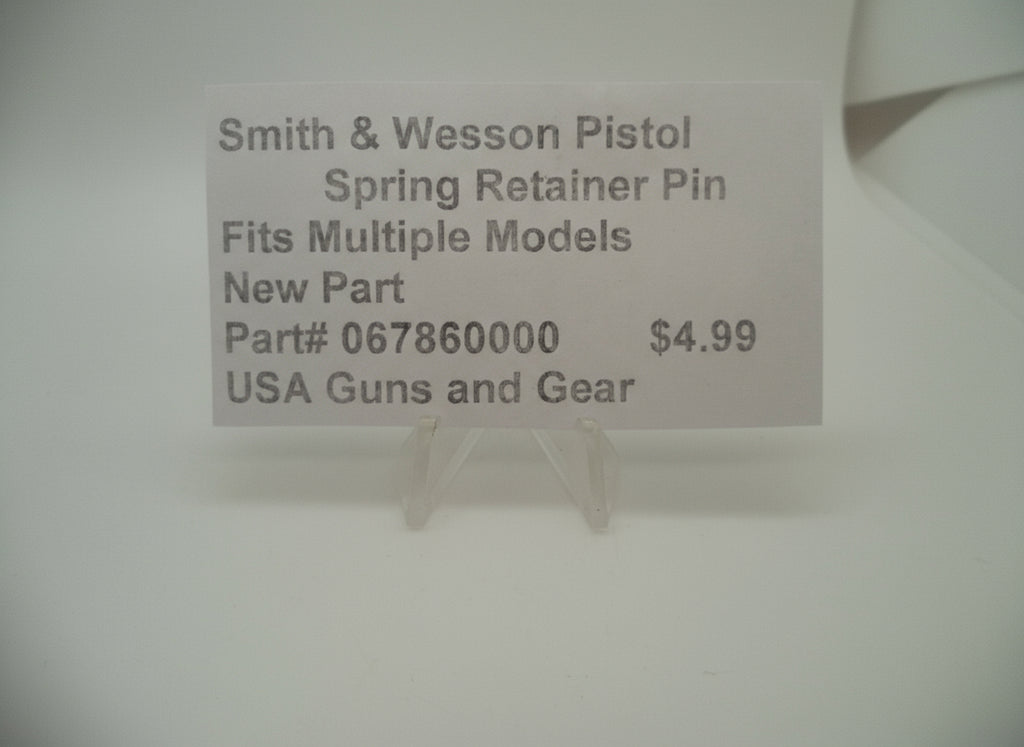 Smith & Wesson Pistol
Spring Retainer Pin
Fits Multiple Models
New Part
Part# 067860000 $4.99
USA Guns and Gear